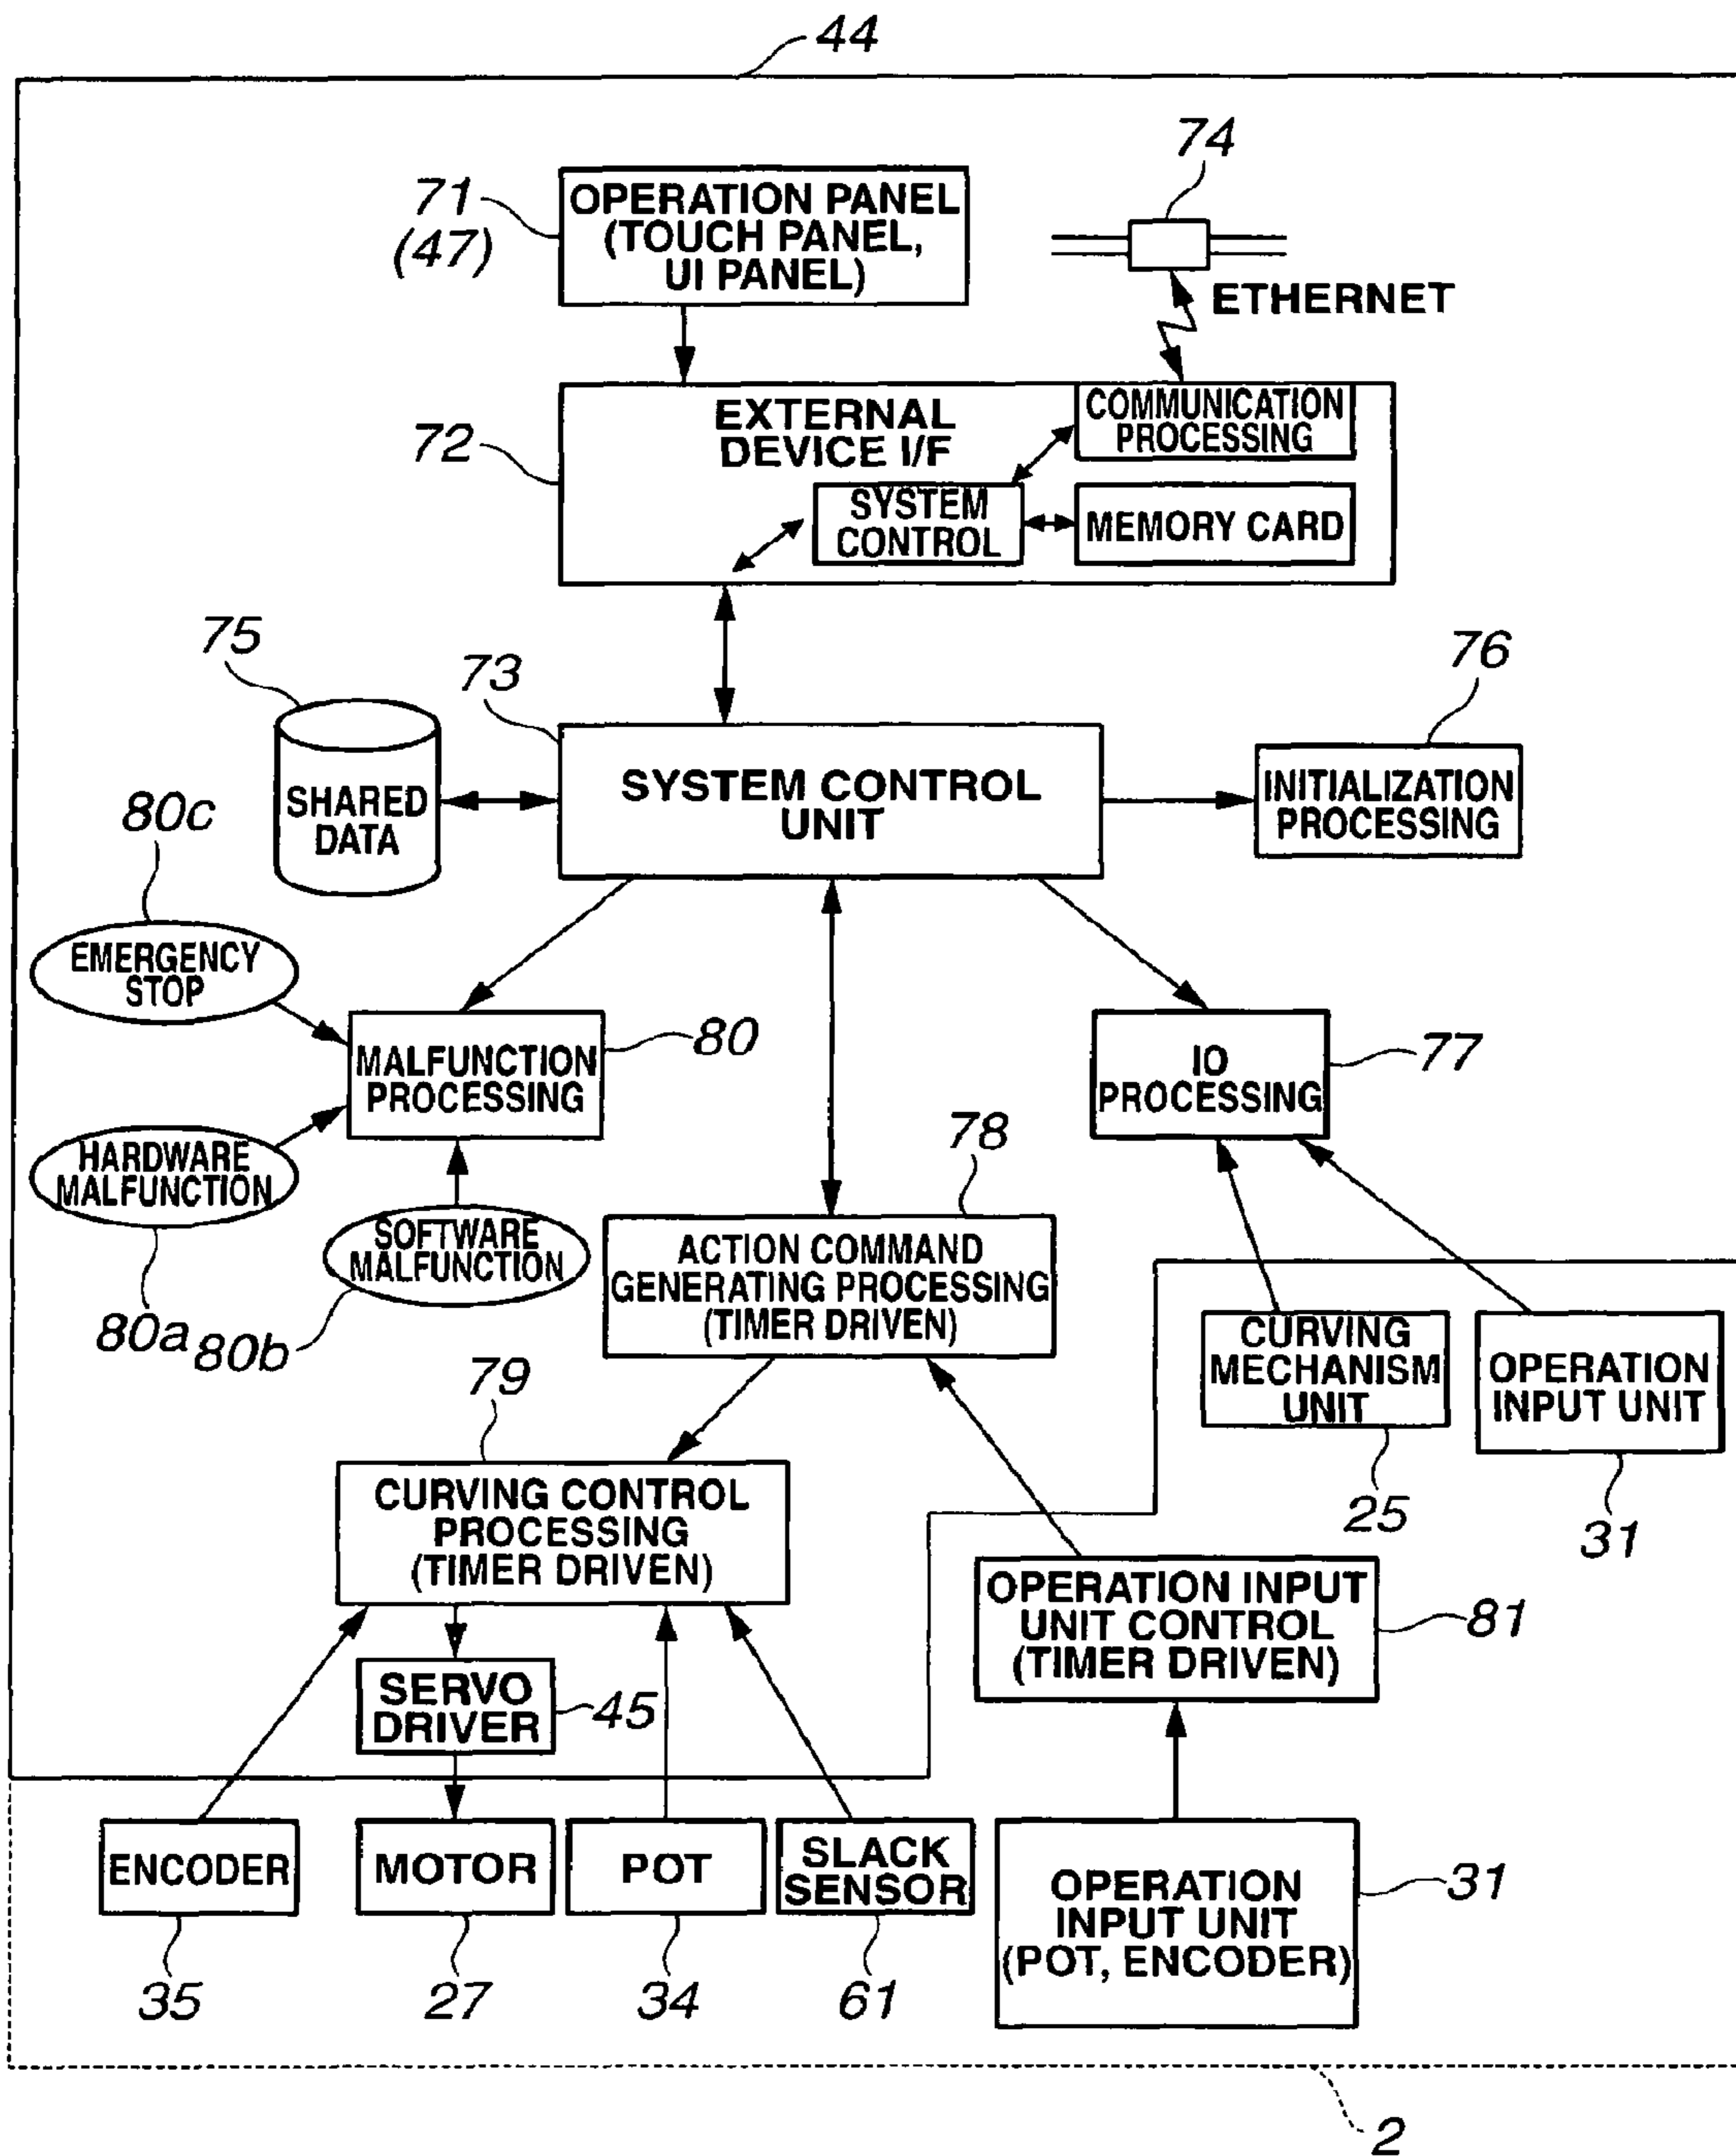 44
74
71
(47)
OPERATION PANEL
(TOUCH PANEL,
UI PANEL)
ETHERNET
72
EXTERNAL
DEVICE I/F
COMMUNICATION
PROCESSING
SYSTEM
CONTROL
MEMORY CARD
75
73
76
SHARED
DATA
SYSTEM CONTROL
UNIT
INITIALIZATION
PROCESSING
80c
EMERGENCY
STOP
MALFUNCTION
PROCESSING
80
IO
PROCESSING
77
HARDWARE
MALFUNCTION
78
SOFTWARE
MALFUNCTION
ACTION COMMAND
GENERATING PROCESSING
(TIMER DRIVEN)
80a
80b
CURVING
MECHANISM
UNIT
OPERATION
INPUT UNIT
79
25
31
CURVING CONTROL
PROCESSING
(TIMER DRIVEN)
OPERATION INPUT
UNIT CONTROL
(TIMER DRIVEN)
81
SERVO
DRIVER
45
ENCODER
MOTOR
POT
SLACK
SENSOR
OPERATION
INPUT UNIT
(POT, ENCODER)
31
35
27
34
61
2